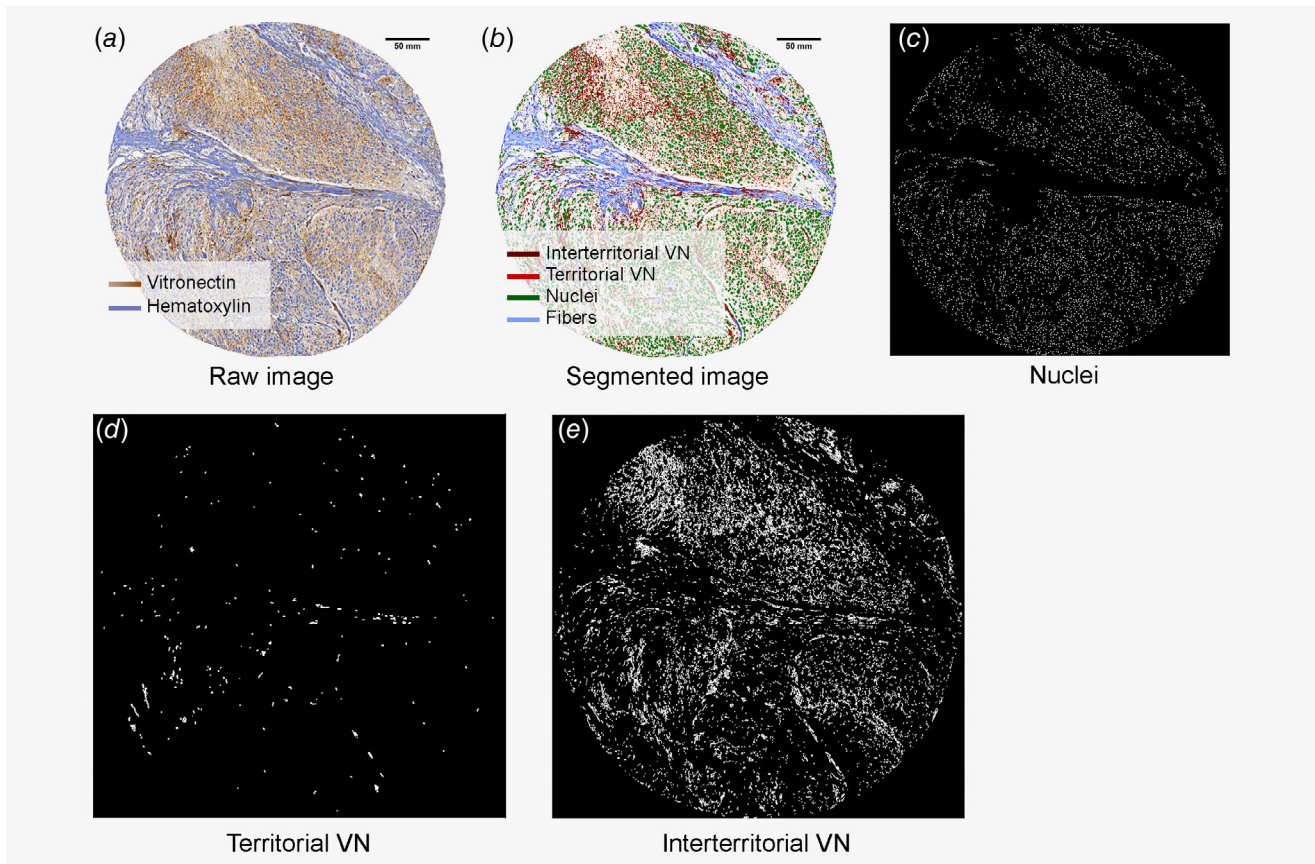 (a)
50 mm
(b)
50 mm
(c)
Vitronectin
Hematoxylin
Interterritorial VN
Territorial VN
Nuclei
Fibers
Raw image
Segmented image
Nuclei
(d)
(e)
Territorial VN
Interterritorial VN